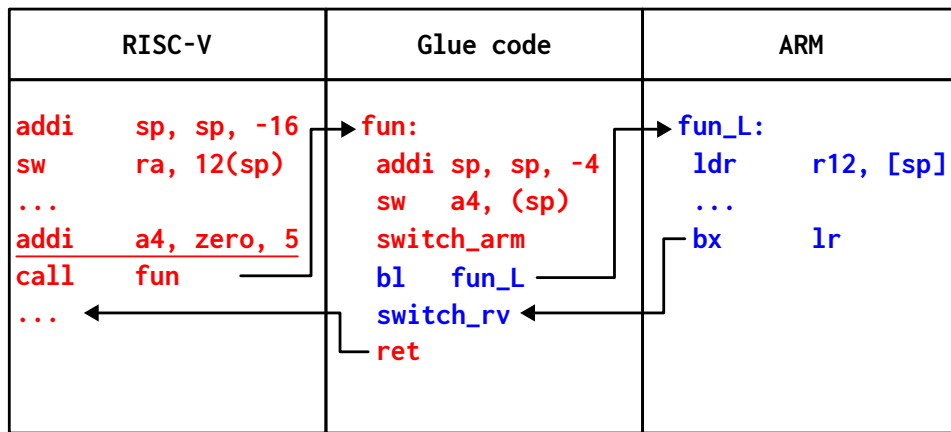 RISC-V
addi sp, sp, -16
sw ra, 12(sp)
...
addi a4, zero, 5
call fun
...
Glue code
fun:
addi sp, sp, -4
sw a4, (sp)
switch_arm
bl fun_L
switch_rv
ret
ARM
fun_L:
ldr r12, [sp]
...
bx lr